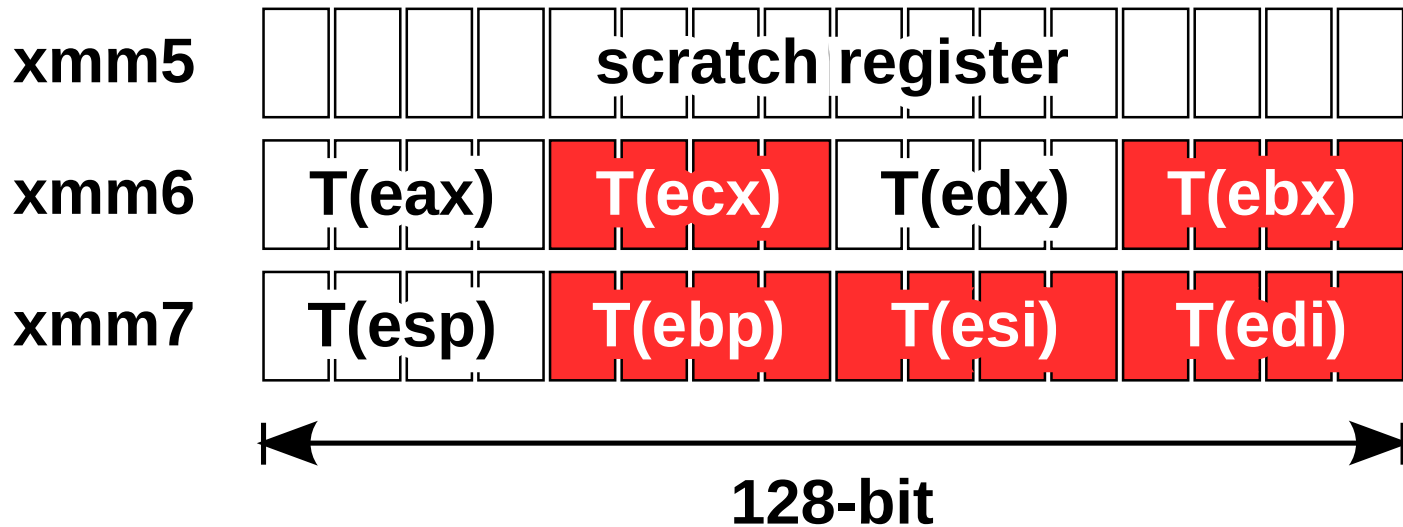 xmm5 scratch register
xmm6 T(eax) T(ecx) T(edx) T(ebx)
xmm7 T(esp) T(ebp) T(esi) T(edi)
128-bit